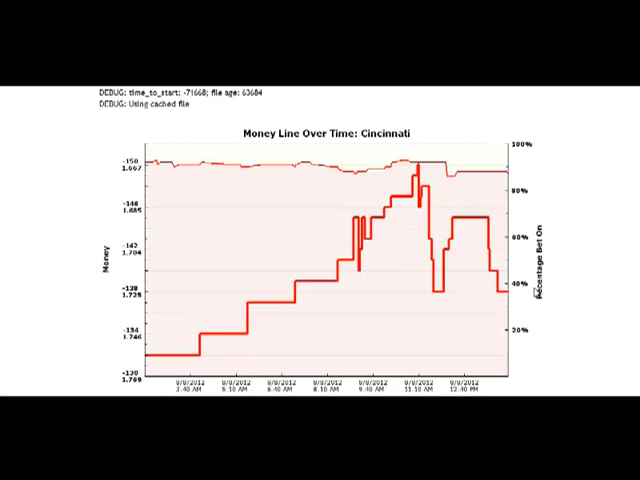 DEBUG: time_to_start: -71668; file age: 63684
DEBUG: Using cached file
Money Line Over Time: Cincinnati
100%
-150
1.667
80%
-146
1.685
60%
-142
1.704
Money
Percentage Bet On
40%
-138
1.725
20%
-134
1.746
-130
1.769
9/9/2012
3:40 AM
9/9/2012
5:10 AM
9/9/2012
6:40 AM
9/9/2012
8:10 AM
9/9/2012
9:40 AM
9/9/2012
11:10 AM
9/9/2012
12:40 PM